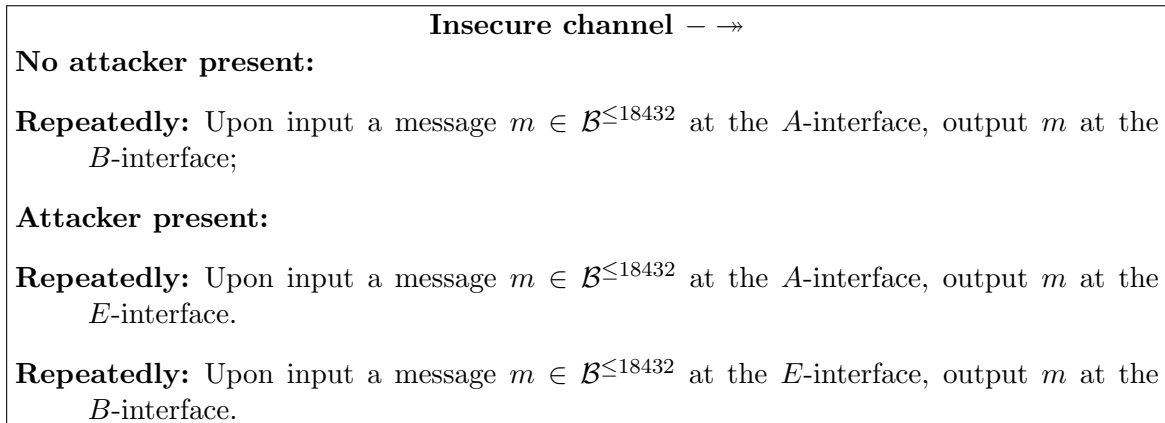 Insecure channel − ↠
No attacker present:
Repeatedly: Upon input a message m ∈ 𝓑^{≤18432} at the A-interface, output m at the
B-interface;
Attacker present:
Repeatedly: Upon input a message m ∈ 𝓑^{≤18432} at the A-interface, output m at the
E-interface.
Repeatedly: Upon input a message m ∈ 𝓑^{≤18432} at the E-interface, output m at the
B-interface.